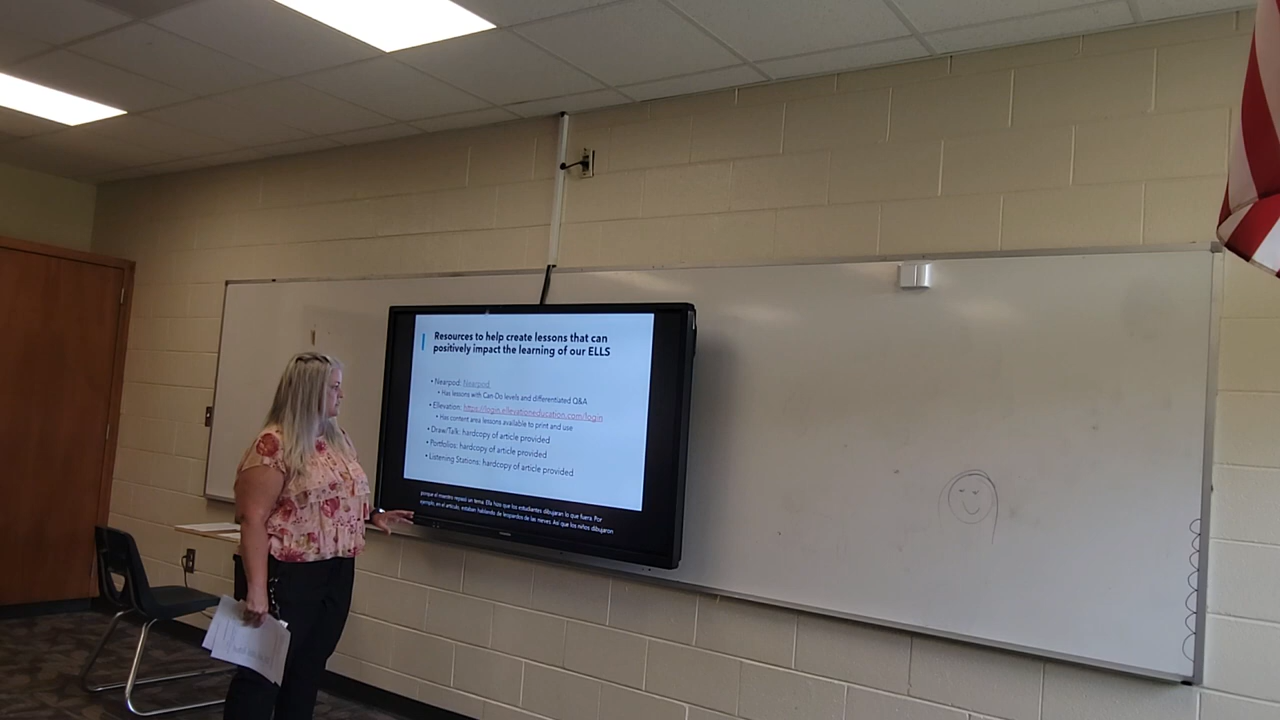 Resources to help create lessons that can
positively impact the learning of our ELLS
• Nearpod: Nearpod
• Has lessons with Can-Do levels and differentiated Q&A
• Ellevation: https://login.ellevationeducation.com/login
• Has content area lessons available to print and use
• Draw/Talk: hardcopy of article provided
• Portfolios: hardcopy of article provided
• Listening Stations: hardcopy of article provided
porque el maestro repasó un tema. Ella hizo que los estudiantes dibujaran lo que fuera. Por
ejemplo, en el artículo, estaban hablando de leopardos de las nieves. Así que los niños dibujaron